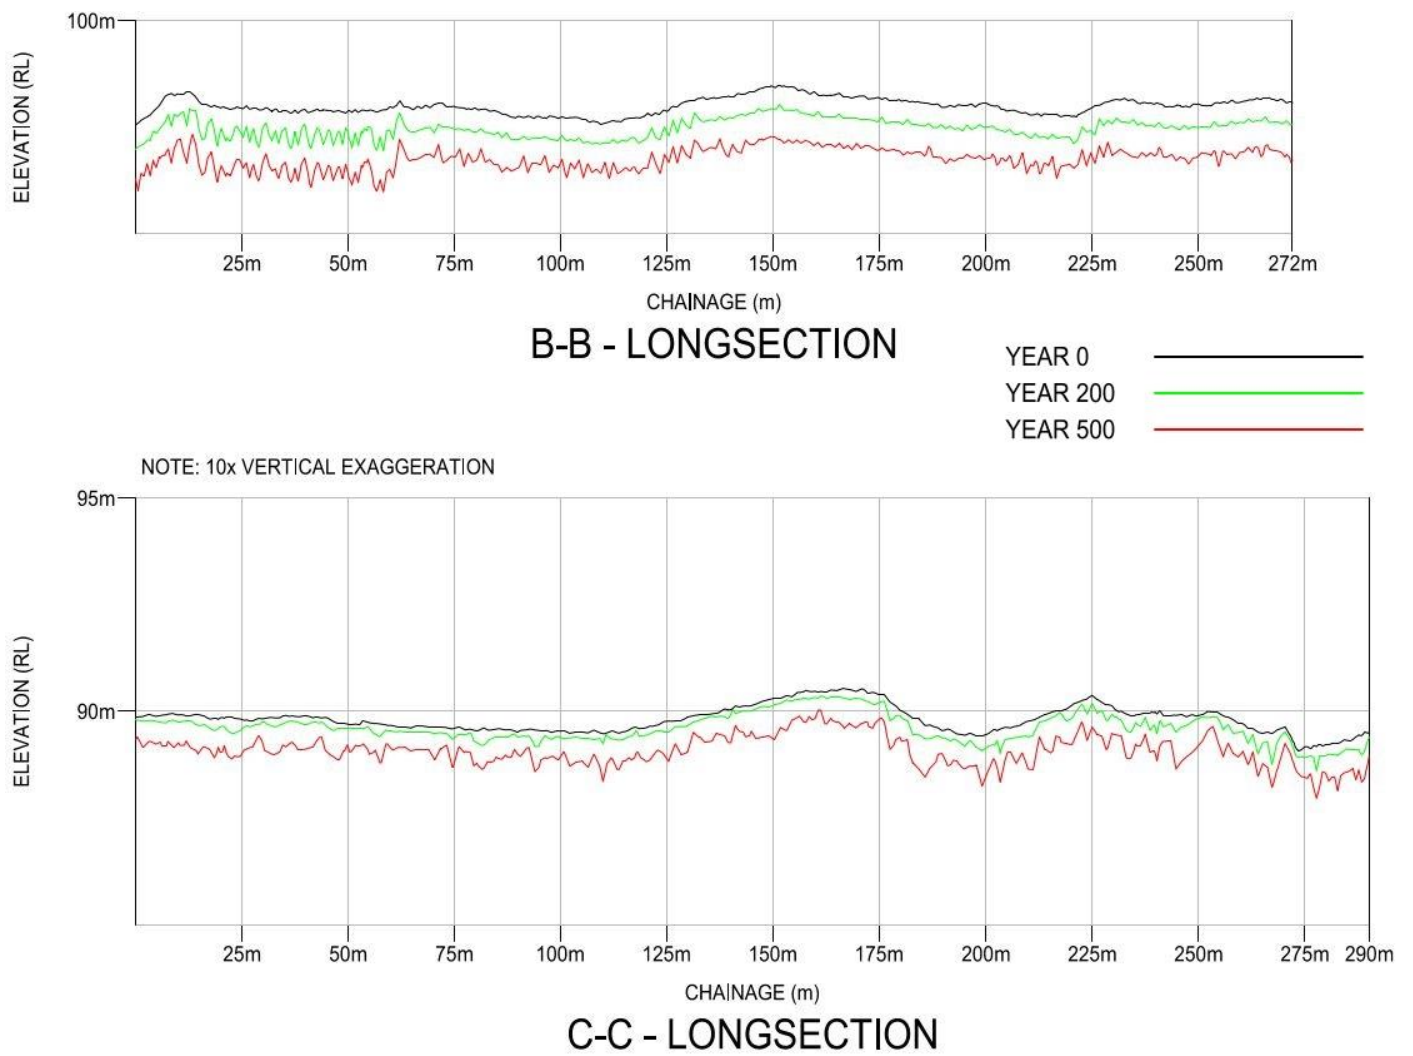 100m
ELEVATION (RL)
25m 50m 75m 100m 125m 150m 175m 200m 225m 250m 272m
CHAINAGE (m)
B-B - LONGSECTION
YEAR 0
YEAR 200
YEAR 500
NOTE: 10x VERTICAL EXAGGERATION
95m
90m
ELEVATION (RL)
25m 50m 75m 100m 125m 150m 175m 200m 225m 250m 275m 290m
CHAINAGE (m)
C-C - LONGSECTION